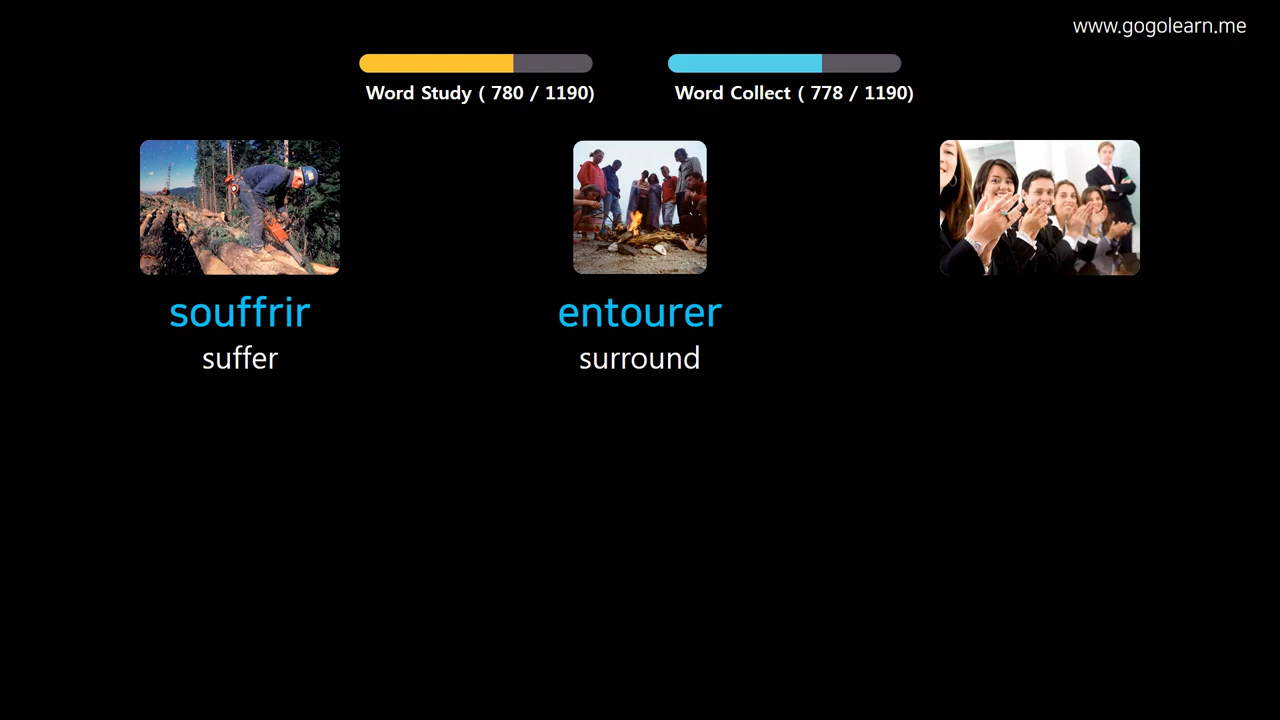 www.gogolearn.me
Word Study ( 780 / 1190)
Word Collect ( 778 / 1190)
souffrir
entourer
suffer
surround